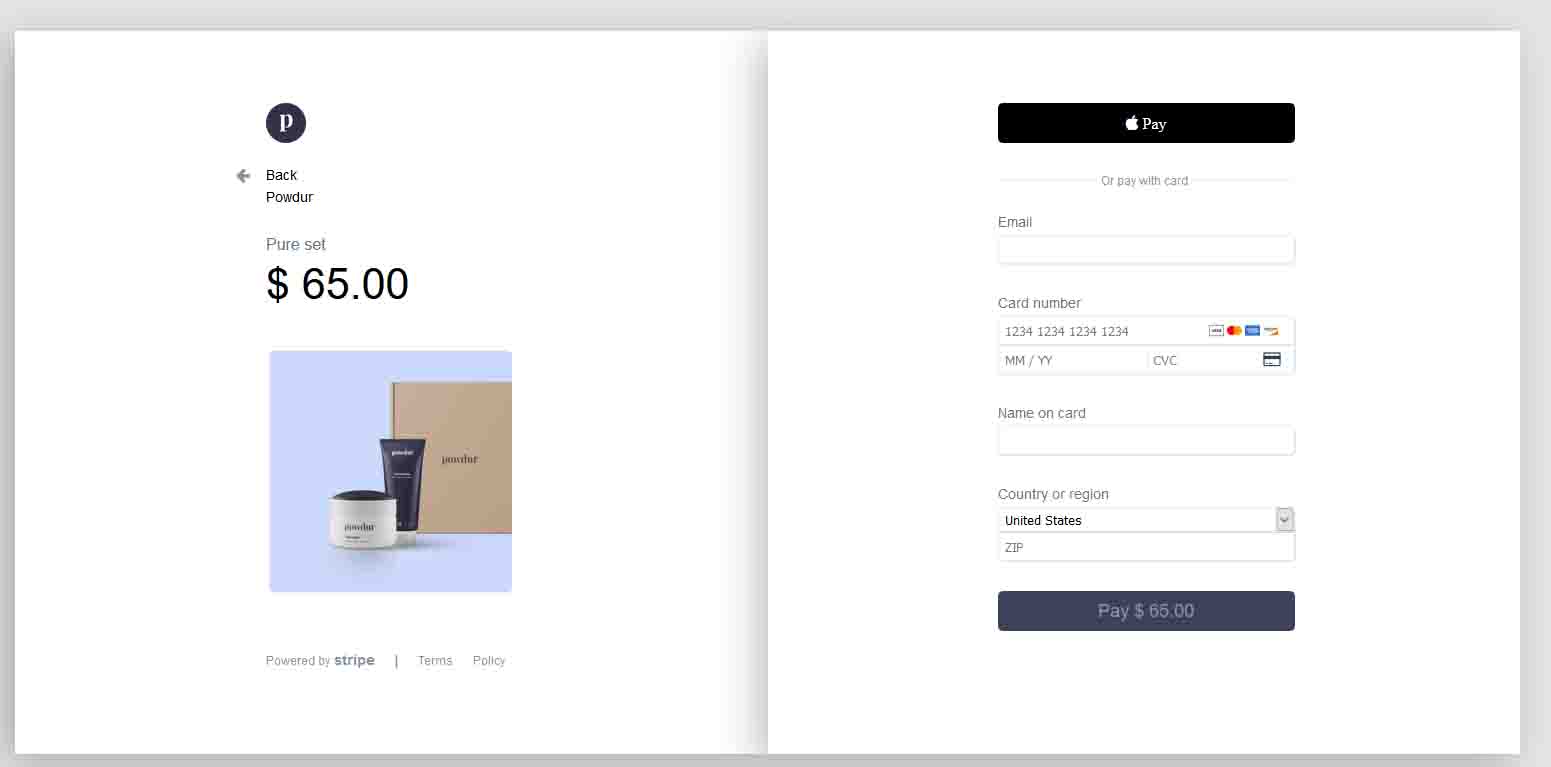 p
Back
Powdur
Pure set
$ 65.00
powdur
powdur
powdur
Powered by stripe | Terms Policy
Pay
Or pay with card
Email
Card number
1234 1234 1234 1234
VISA
MM / YY
CVC
Name on card
Country or region
United States
ZIP
Pay $ 65.00